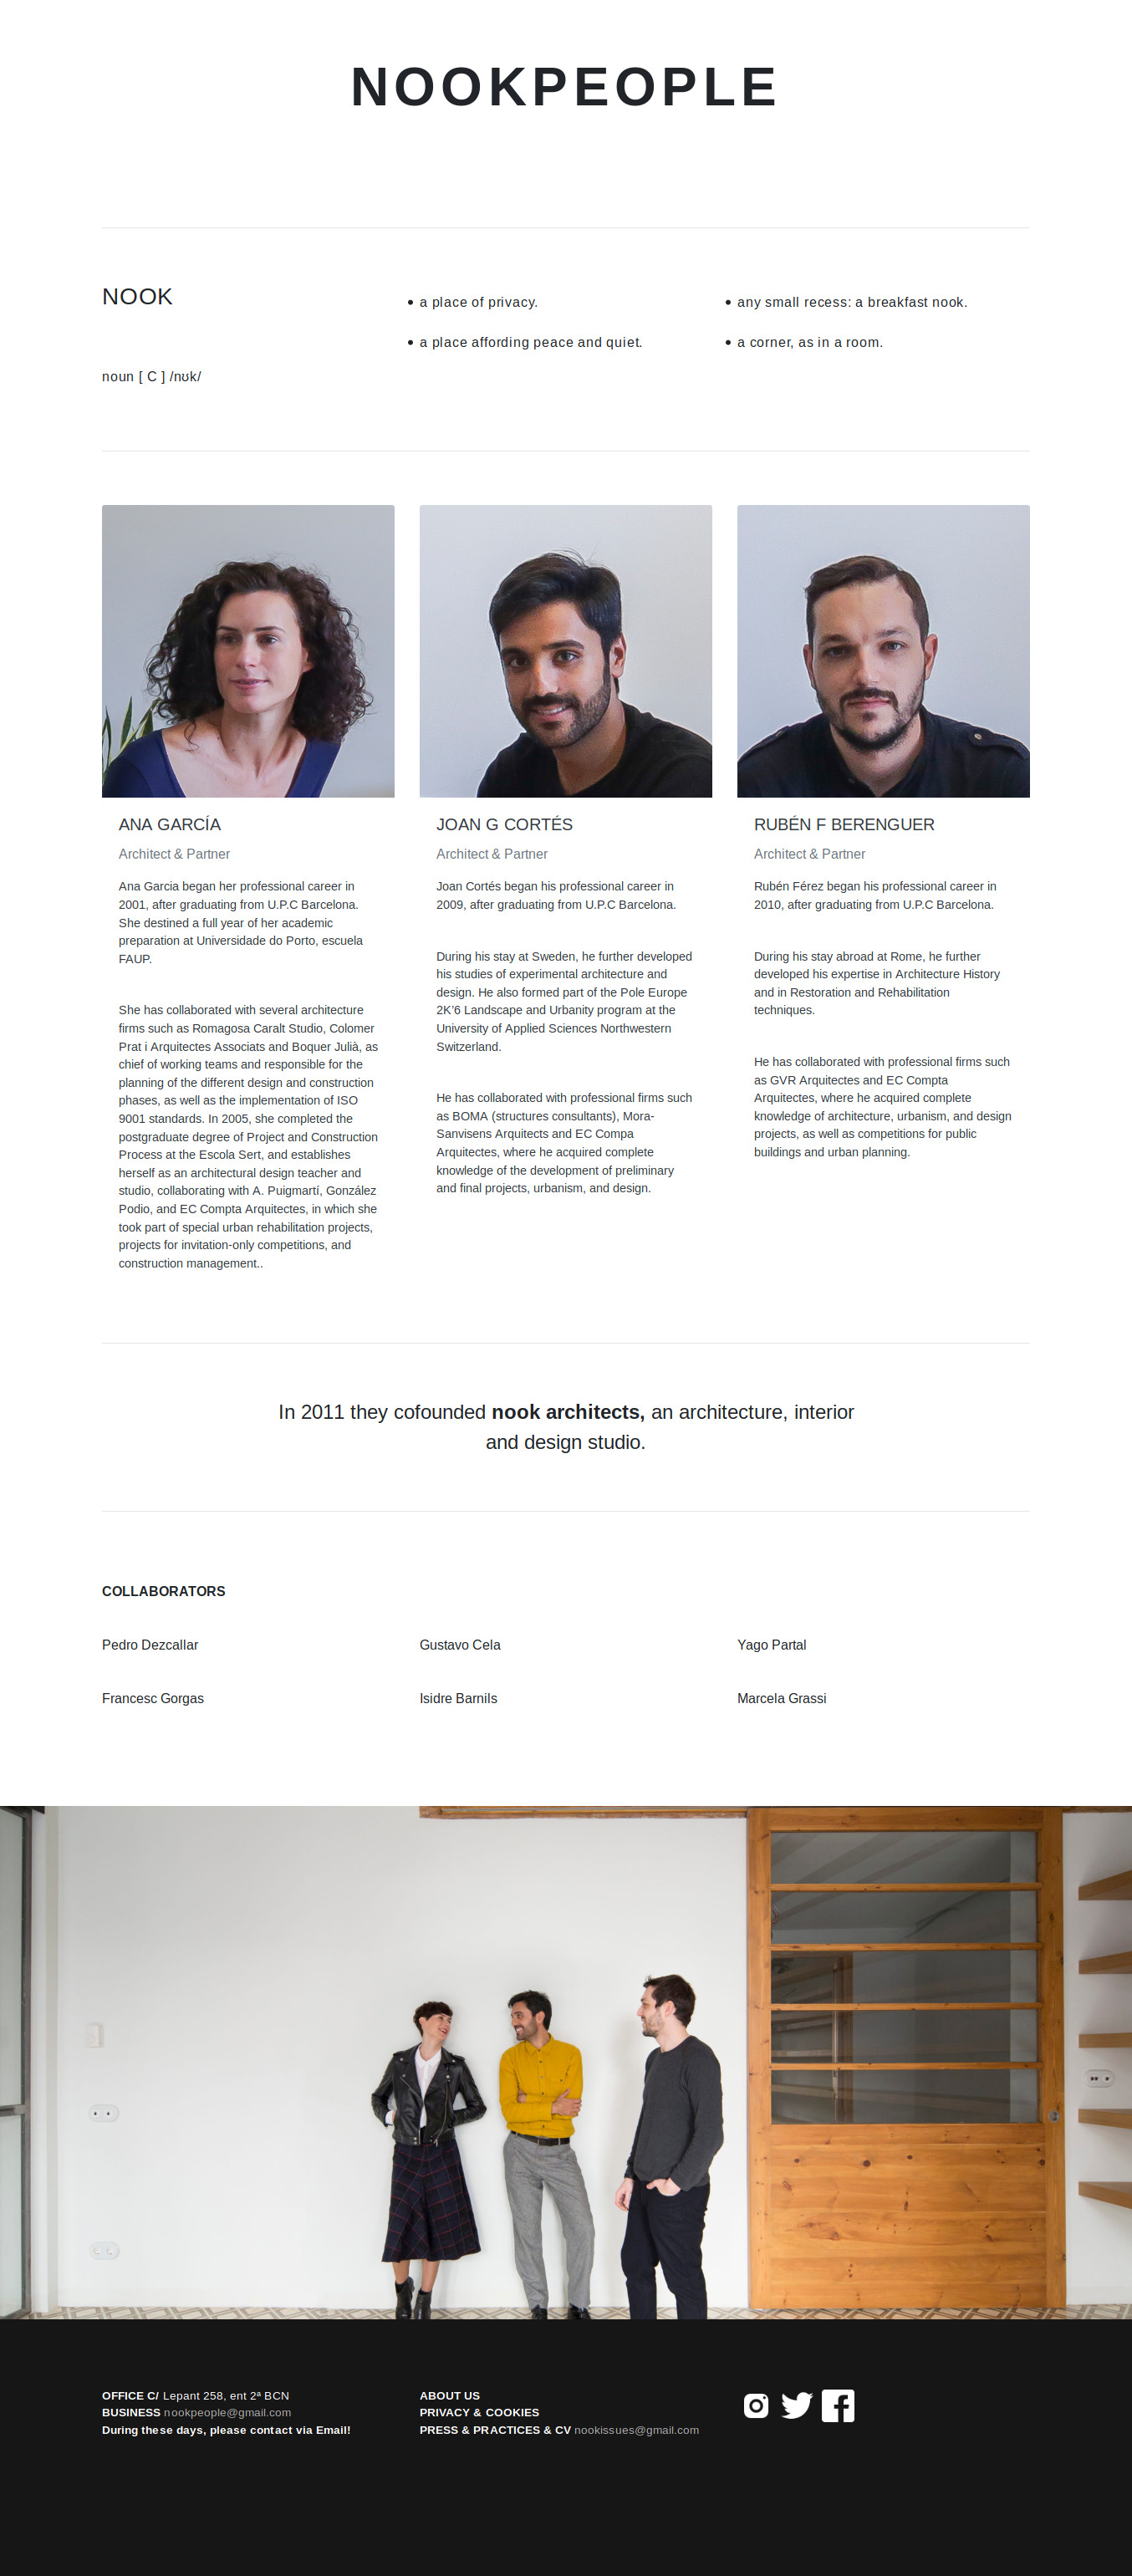 NOOKPEOPLE
NOOK
noun [ C ] /nʊk/
a place of privacy.
a place affording peace and quiet.
any small recess: a breakfast nook.
a corner, as in a room.
ANA GARCÍA
Architect & Partner
Ana Garcia began her professional career in
2001, after graduating from U.P.C Barcelona.
She destined a full year of her academic
preparation at Universidade do Porto, escuela
FAUP.
She has collaborated with several architecture
firms such as Romagosa Caralt Studio, Colomer
Prat i Arquitectes Associats and Boquer Julià, as
chief of working teams and responsible for the
planning of the different design and construction
phases, as well as the implementation of ISO
9001 standards. In 2005, she completed the
postgraduate degree of Project and Construction
Process at the Escola Sert, and establishes
herself as an architectural design teacher and
studio, collaborating with A. Puigmartí, González
Podio, and EC Compta Arquitectes, in which she
took part of special urban rehabilitation projects,
projects for invitation-only competitions, and
construction management..
JOAN G CORTÉS
Architect & Partner
Joan Cortés began his professional career in
2009, after graduating from U.P.C Barcelona.
During his stay at Sweden, he further developed
his studies of experimental architecture and
design. He also formed part of the Pole Europe
2K'6 Landscape and Urbanity program at the
University of Applied Sciences Northwestern
Switzerland.
He has collaborated with professional firms such
as BOMA (structures consultants), Mora-
Sanvisens Arquitects and EC Compa
Arquitectes, where he acquired complete
knowledge of the development of preliminary
and final projects, urbanism, and design.
RUBÉN F BERENGUER
Architect & Partner
Rubén Férez began his professional career in
2010, after graduating from U.P.C Barcelona.
During his stay abroad at Rome, he further
developed his expertise in Architecture History
and in Restoration and Rehabilitation
techniques.
He has collaborated with professional firms such
as GVR Arquitectes and EC Compta
Arquitectes, where he acquired complete
knowledge of architecture, urbanism, and design
projects, as well as competitions for public
buildings and urban planning.
In 2011 they cofounded nook architects, an architecture, interior
and design studio.
COLLABORATORS
Pedro Dezcallar
Gustavo Cela
Yago Partal
Francesc Gorgas
Isidre Barnils
Marcela Grassi
OFFICE C/ Lepant 258, ent 2ª BCN
BUSINESS nookpeople@gmail.com
During these days, please contact via Email!
ABOUT US
PRIVACY & COOKIES
PRESS & PRACTICES & CV nookissues@gmail.com